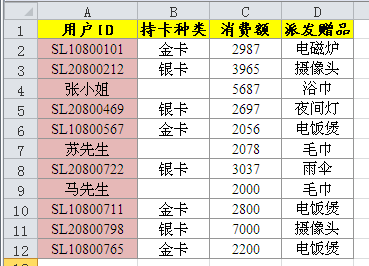 A B C D
1 用户ID 持卡种类 消费额 派发赠品
2 SL10800101 金卡 2987 电磁炉
3 SL20800212 银卡 3965 摄像头
4 张小姐 5687 浴巾
5 SL20800469 银卡 2697 夜间灯
6 SL10800567 金卡 2056 电饭煲
7 苏先生 2078 毛巾
8 SL20800722 银卡 3037 雨伞
9 马先生 2000 毛巾
10 SL10800711 金卡 2800 电饭煲
11 SL20800798 银卡 7000 摄像头
12 SL10800765 金卡 2200 电饭煲